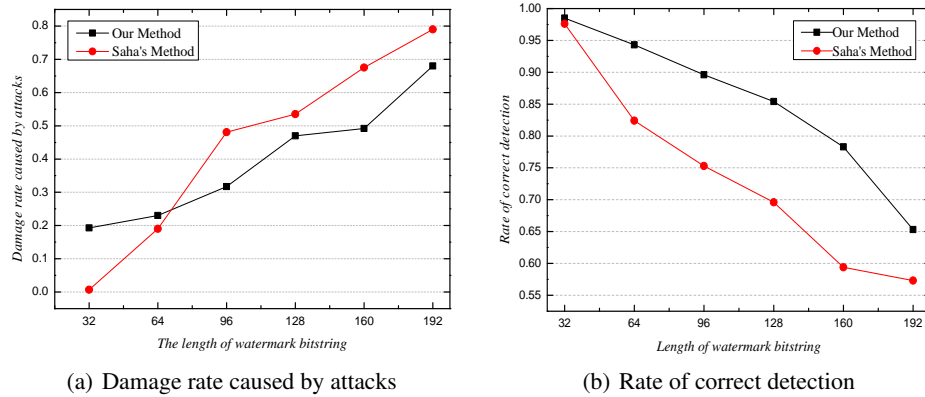 Our Method
Saha's Method
Damage rate caused by attacks
0.8
0.7
0.6
0.5
0.4
0.3
0.2
0.1
0.0
32 64 96 128 160 192
The length of watermark bitstring
(a) Damage rate caused by attacks
Our Method
Saha's Method
Rate of correct detection
1.00
0.95
0.90
0.85
0.80
0.75
0.70
0.65
0.60
0.55
32 64 96 128 160 192
Length of watermark bitstring
(b) Rate of correct detection